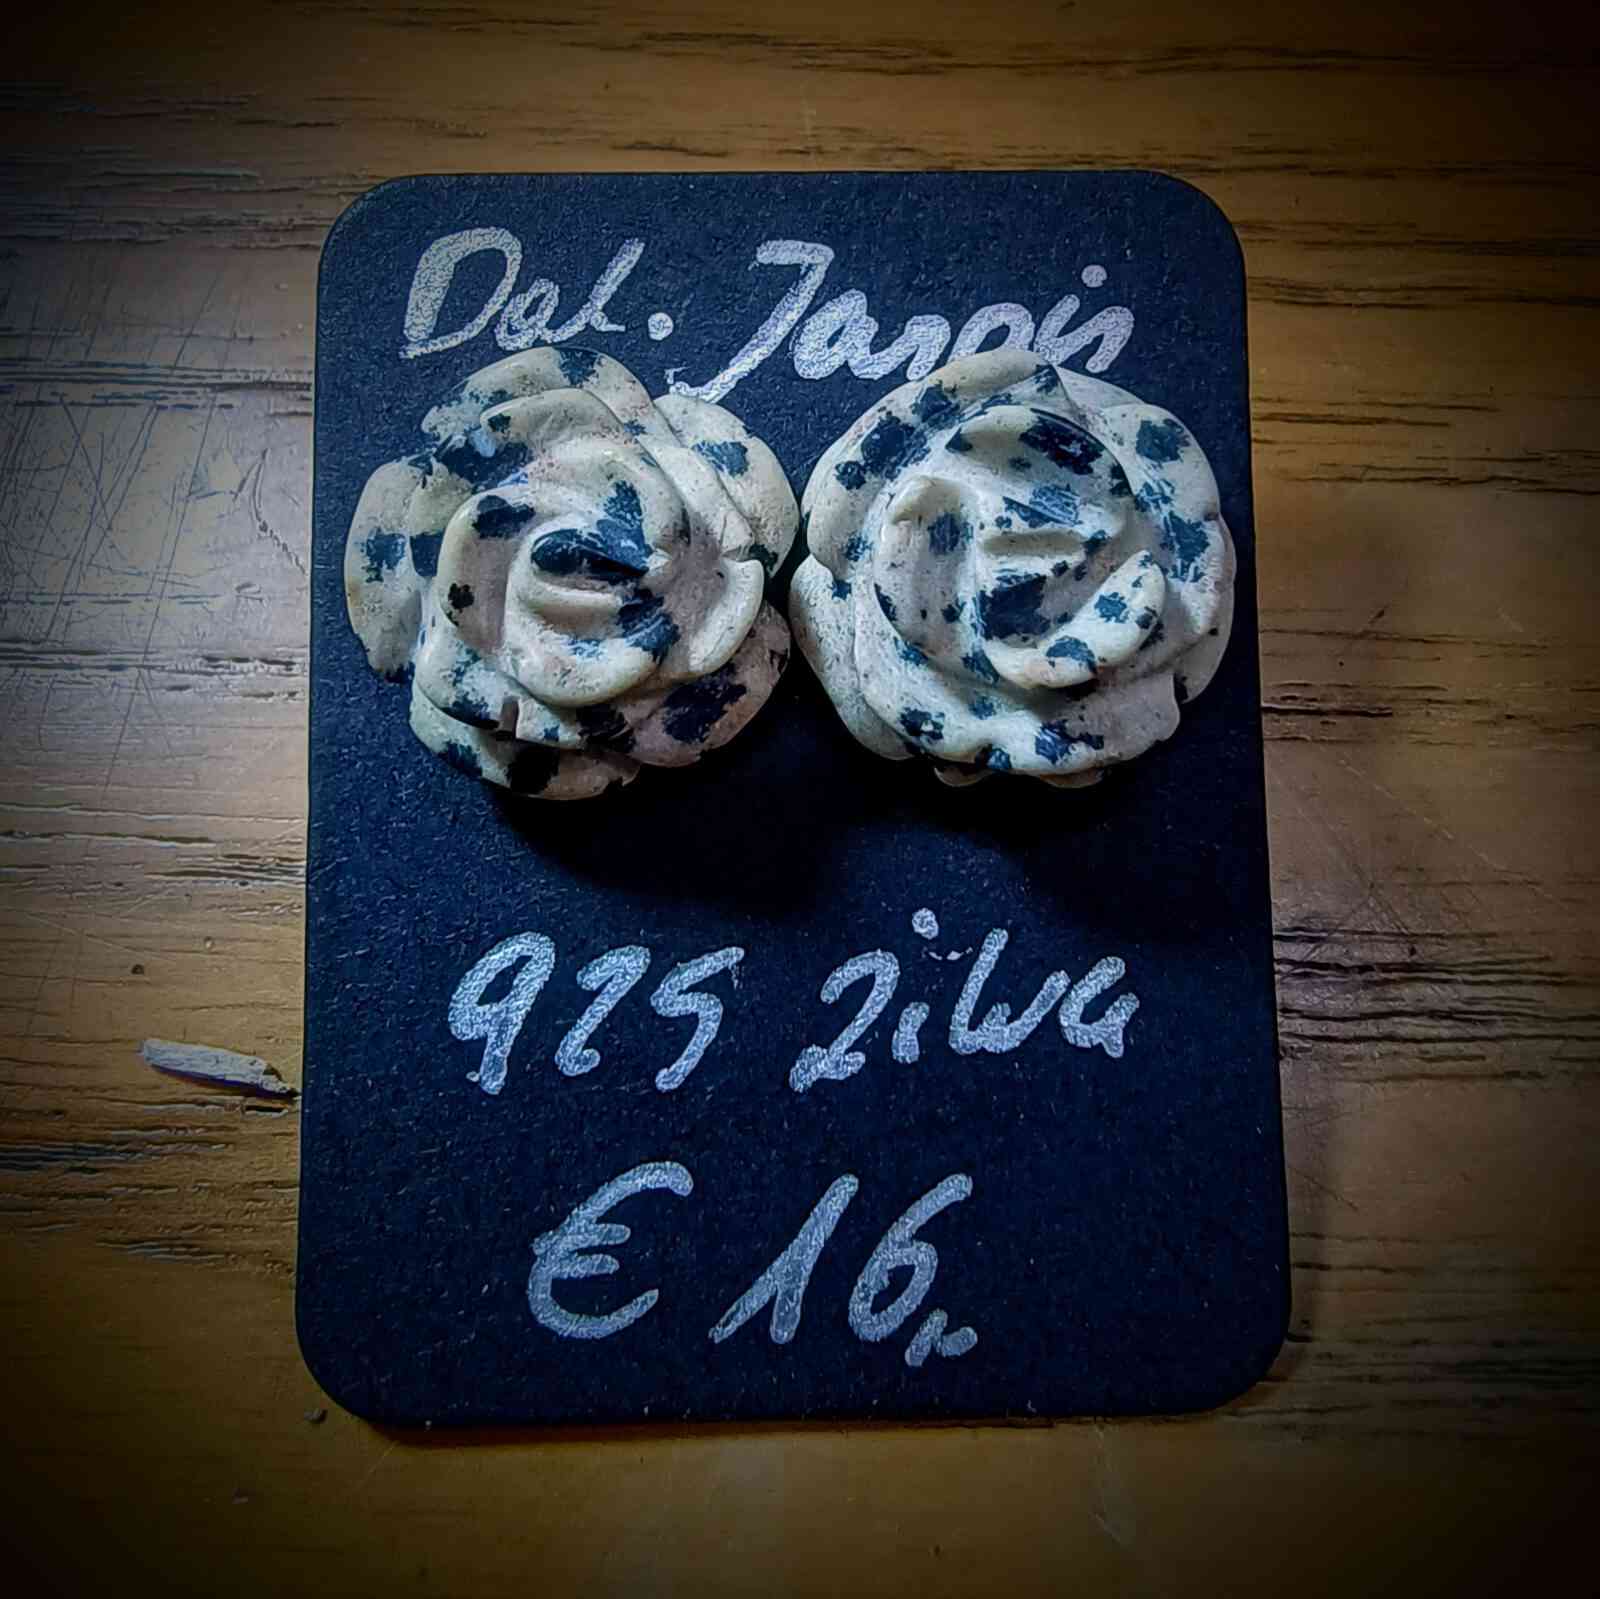 Dal. Jaspis
925 zilver
€ 16,-